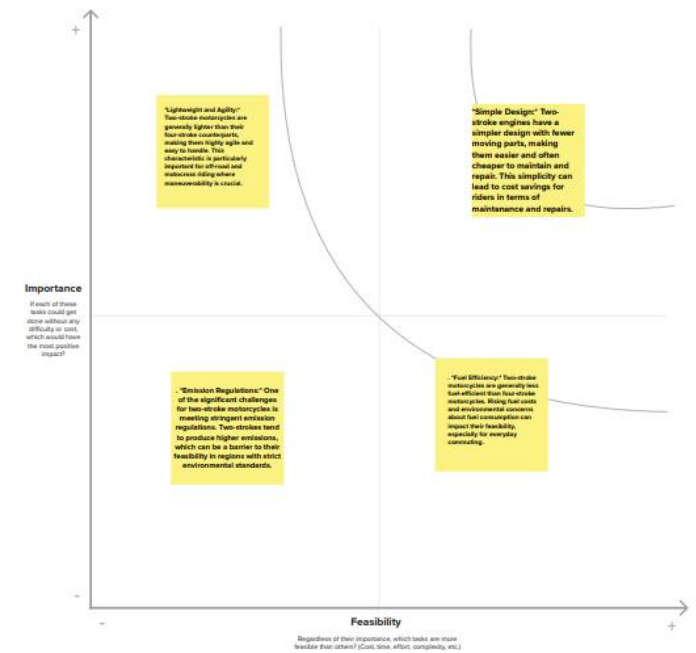 +
"Lightweight and Agility:"
Two-stroke motorcycles are
generally lighter than their
four-stroke counterparts,
making them highly agile and
easy to handle. This
characteristic is particularly
important for off-road and
motocross riding where
maneuverability is crucial.
"Simple Design:" Two-
stroke engines have a
simpler design with fewer
moving parts, making
them easier and often
cheaper to maintain and
repair. This simplicity can
lead to cost savings for
riders in terms of
maintenance and repairs.
Importance
If each of these
tasks could get
done without any
difficulty or cost,
which would have
the most positive
impact?
. "Emission Regulations:" One
of the significant challenges
for two-stroke motorcycles is
meeting stringent emission
regulations. Two-strokes tend
to produce higher emissions,
which can be a barrier to their
feasibility in regions with strict
environmental standards.
. "Fuel Efficiency:" Two-stroke
motorcycles are generally less
fuel-efficient than four-stroke
motorcycles. Rising fuel costs
and environmental concerns
about fuel consumption can
impact their feasibility,
especially for everyday
commuting.
-
-
Feasibility
+
Regardless of their importance, which tasks are more
feasible than others? (Cost, time, effort, complexity, etc.)